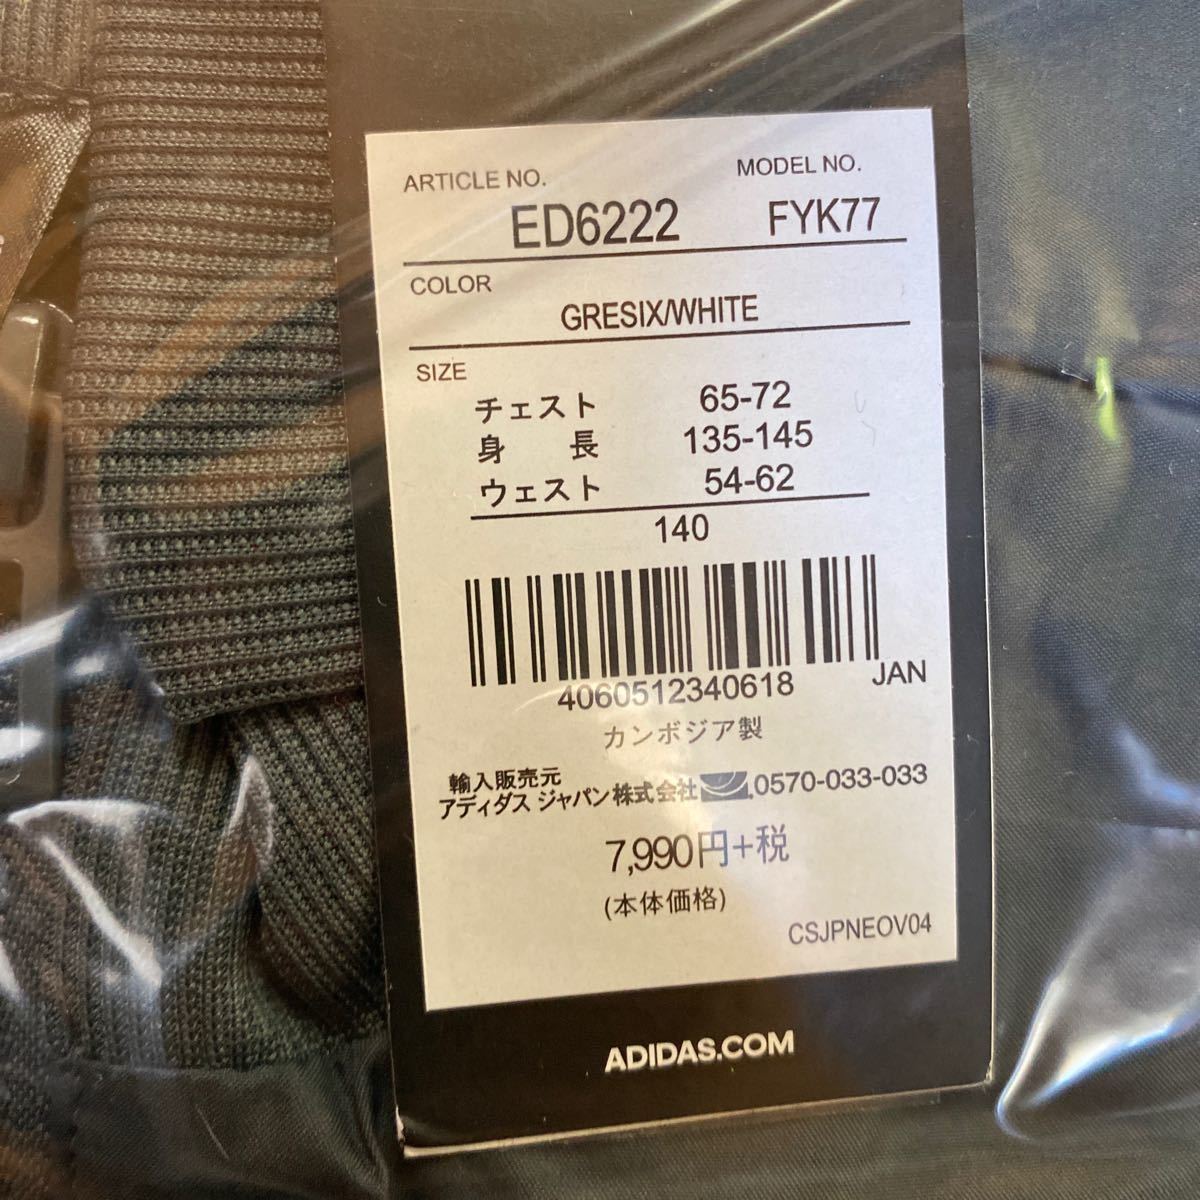 ARTICLE NO. MODEL NO.
ED6222 FYK77
COLOR
GRESIX/WHITE
SIZE
チェスト 65-72
身 長 135-145
ウェスト 54-62
140
4060512340618 JAN
カンボジア製
輸入販売元
アディダス ジャパン株式会社 0570-033-033
7,990円+税
(本体価格)
CSJPNEOV04
ADIDAS.COM